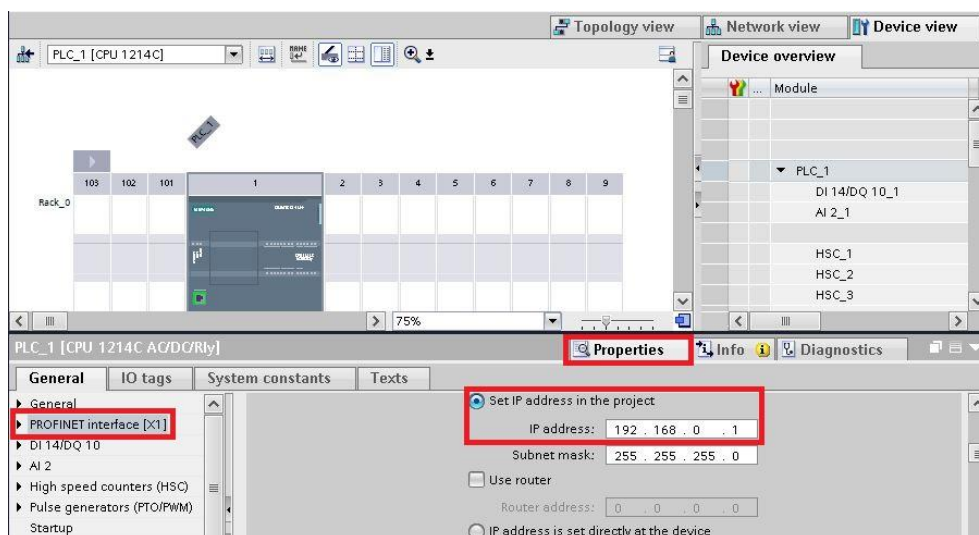 Topology view Network view Device view
PLC_1 [CPU 1214C]
Device overview
... Module
PLC_1
103 102 101 1 2 3 4 5 6 7 8 9
Rack_0
SIEMENS
PLC_1
DI 14/DQ 10_1
AI 2_1
HSC_1
HSC_2
HSC_3
75%
PLC_1 [CPU 1214C AC/DC/Rly]
Properties Info Diagnostics
General IO tags System constants Texts
General
PROFINET interface [X1]
DI 14/DQ 10
AI 2
High speed counters (HSC)
Pulse generators (PTO/PWM)
Startup
Set IP address in the project
IP address: 192 . 168 . 0 . 1
Subnet mask: 255 . 255 . 255 . 0
Use router
Router address: 0 . 0 . 0 . 0
IP address is set directly at the device